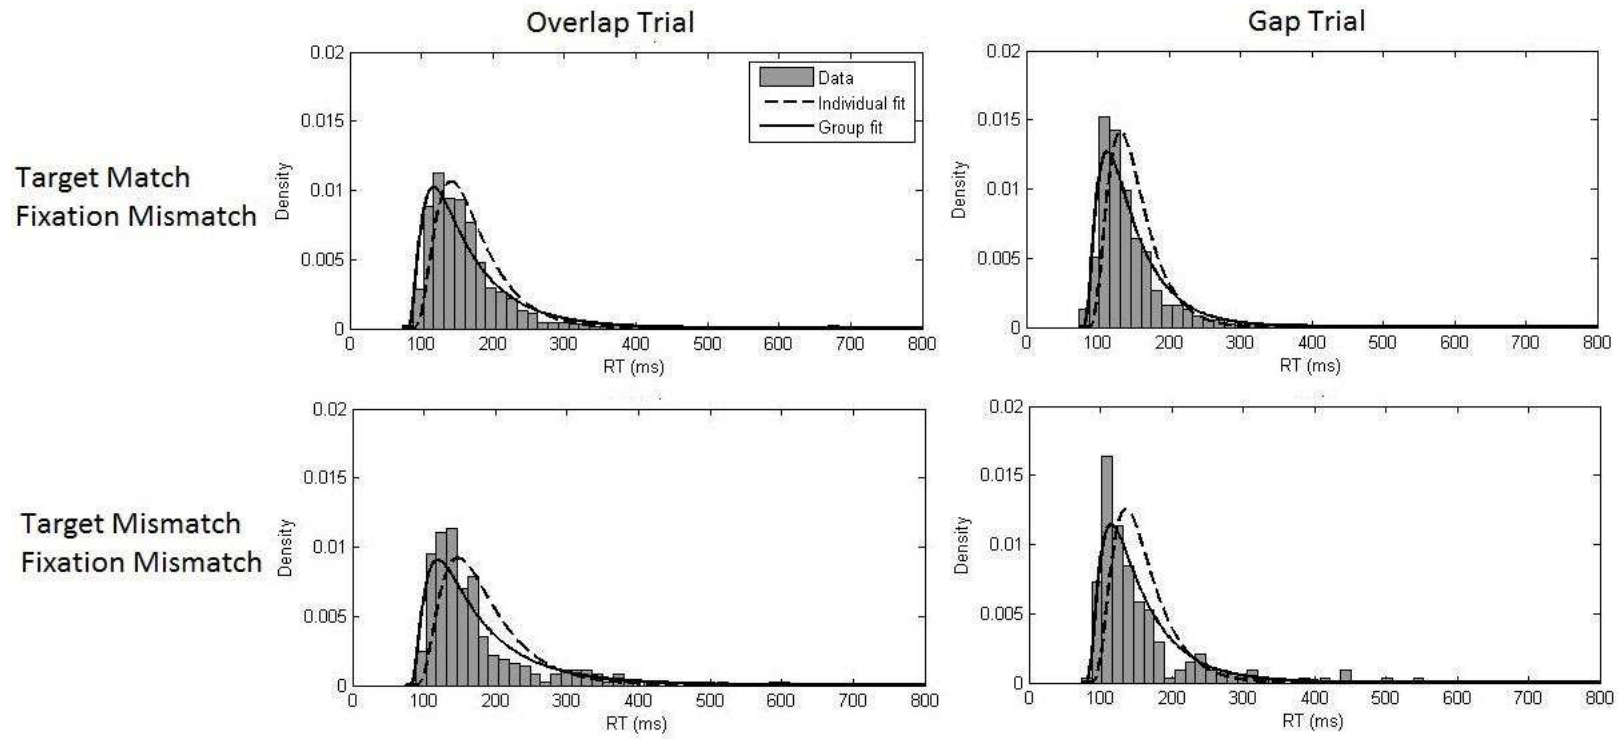 Overlap Trial
Gap Trial
Target Match
Fixation Mismatch
0.02
0.015
0.01
0.005
0
Density
Data
Individual fit
Group fit
0 100 200 300 400 500 600 700 800
RT (ms)
0.02
0.015
0.01
0.005
0
Density
0 100 200 300 400 500 600 700 800
RT (ms)
Target Mismatch
Fixation Mismatch
0.02
0.015
0.01
0.005
0
Density
0 100 200 300 400 500 600 700 800
RT (ms)
0.02
0.015
0.01
0.005
0
Density
0 100 200 300 400 500 600 700 800
RT (ms)